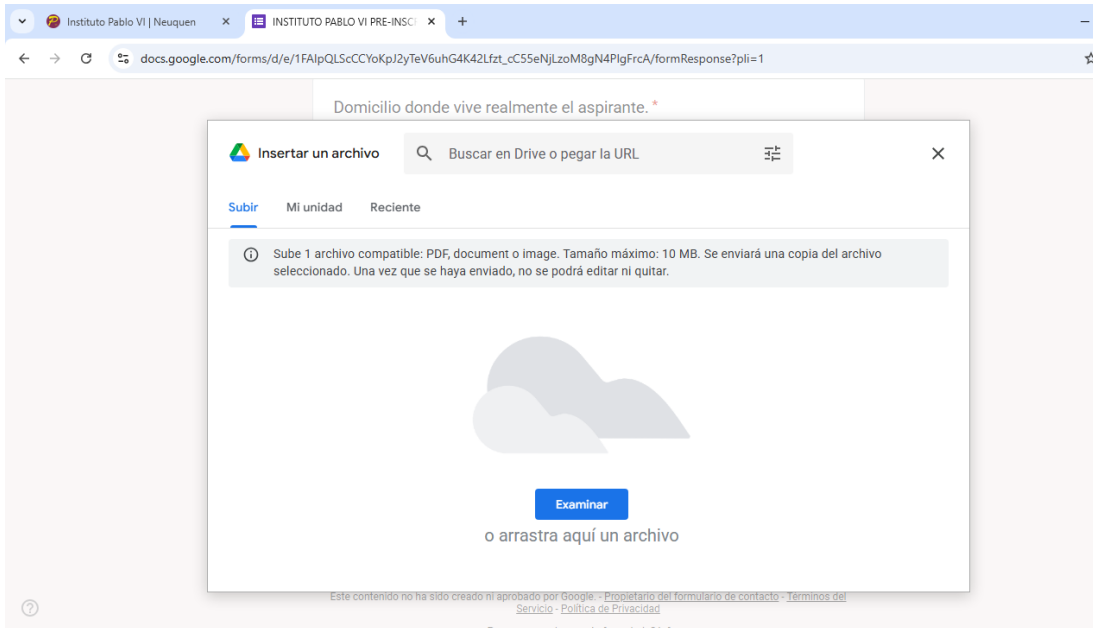 Instituto Pablo VI | Neuquen
INSTITUTO PABLO VI PRE-INSC
docs.google.com/forms/d/e/1FAIpQLScCCYoKpJ2yTeV6uhG4K42Lfzt_cC55eNjLzoM8gN4PlgFrcA/formResponse?pli=1
Domicilio donde vive realmente el aspirante. *
Insertar un archivo
Buscar en Drive o pegar la URL
Subir Mi unidad Reciente
Sube 1 archivo compatible: PDF, document o image. Tamaño máximo: 10 MB. Se enviará una copia del archivo
seleccionado. Una vez que se haya enviado, no se podrá editar ni quitar.
Examinar
o arrastra aquí un archivo
Este contenido no ha sido creado ni aprobado por Google. - Propietario del formulario de contacto - Términos del
Servicio - Política de Privacidad